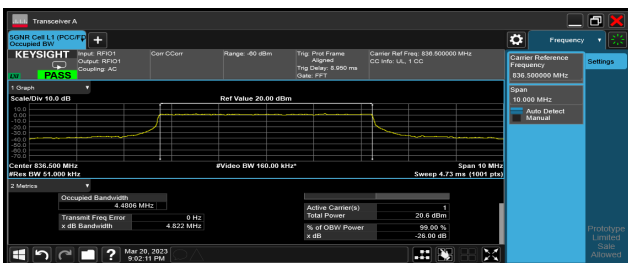 Transceiver A
5GNR Cell L1 (PCC/FP
Occupied BW
Frequency
KEYSIGHT
Input: RFIO1
Output: RFIO1
Coupling: AC
Corr CCorr
Range: -60 dBm
Trig: Prot Frame
Aligned
Trig Delay: 8.950 ms
Gate: FFT
Carrier Ref Freq: 836.500000 MHz
CC Info: UL, 1 CC
PASS
Carrier Reference
Frequency
836.500000 MHz
Settings
Span
10.000 MHz
Auto Detect
Manual
1 Graph
Scale/Div 10.0 dB
Ref Value 20.00 dBm
10.0
0.00
-10.0
-20.0
-30.0
-40.0
-50.0
-60.0
-70.0
Center 836.500 MHz
#Video BW 160.00 kHz*
Span 10 MHz
#Res BW 51.000 kHz
Sweep 4.73 ms (1001 pts)
2 Metrics
Occupied Bandwidth
4.4806 MHz
Active Carrier(s) 1
Transmit Freq Error 0 Hz
Total Power 20.6 dBm
x dB Bandwidth 4.822 MHz
% of OBW Power 99.00 %
x dB -26.00 dB
Prototype
Limited
Sale
Allowed
?
Mar 20, 2023
9:02:11 PM